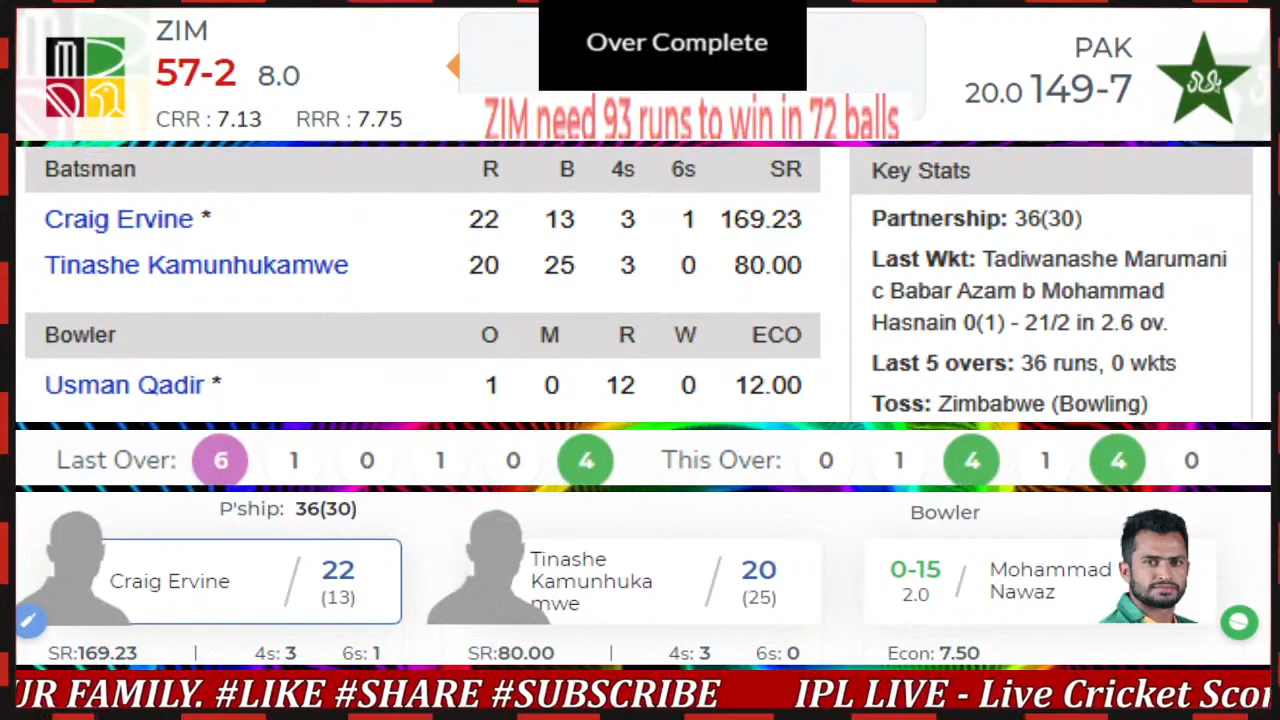 ZIM
57-2 8.0
CRR : 7.13 RRR : 7.75
Over Complete
ZIM need 93 runs to win in 72 balls
PAK
20.0 149-7
Batsman R B 4s 6s SR
Craig Ervine * 22 13 3 1 169.23
Tinashe Kamunhukamwe 20 25 3 0 80.00
Bowler O M R W ECO
Usman Qadir * 1 0 12 0 12.00
Key Stats
Partnership: 36(30)
Last Wkt: Tadiwanashe Marumani
c Babar Azam b Mohammad
Hasnain 0(1) - 21/2 in 2.6 ov.
Last 5 overs: 36 runs, 0 wkts
Toss: Zimbabwe (Bowling)
Last Over: 6 1 0 1 0 4 This Over: 0 1 4 1 4 0
P'ship: 36(30)
Craig Ervine / 22
(13)
SR:169.23 | 4s: 3 6s: 1
Tinashe
Kamunhuka
mwe
/ 20
(25)
SR:80.00 | 4s: 3 6s: 0
Bowler
0-15
2.0
/ Mohammad
Nawaz
Econ: 7.50
UR FAMILY. #LIKE #SHARE #SUBSCRIBE IPL LIVE - Live Cricket Scor